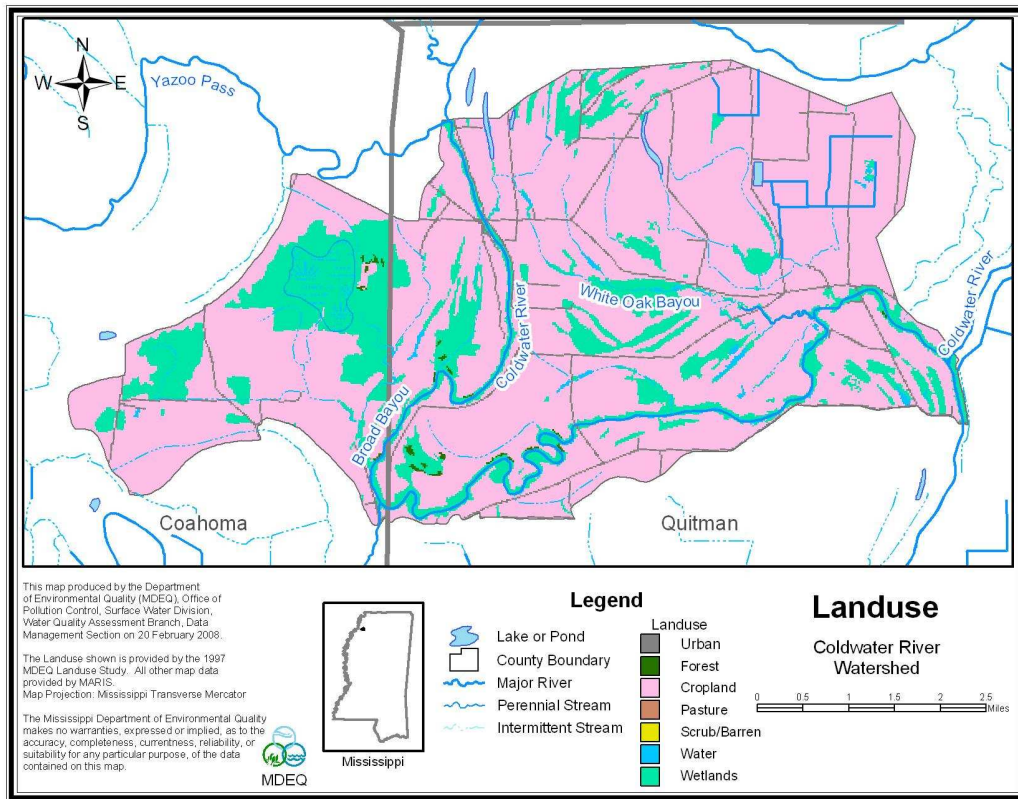 N
W E
S
Yazoo Pass
White Oak Bayou
Coldwater River
Coldwater River
Broad Bayou
Coahoma
Quitman
This map produced by the Department
of Environmental Quality (MDEQ), Office of
Pollution Control, Surface Water Division,
Water Quality Assessment Branch, Data
Management Section on 20 February 2008.
The Landuse shown is provided by the 1997
MDEQ Landuse Study. All other map data
provided by MARIS.
Map Projection: Mississippi Transverse Mercator
The Mississippi Department of Environmental Quality
makes no warranties, expressed or implied, as to the
accuracy, completeness, currentness, reliability, or
suitability for any particular purpose, of the data
contained on this map.
MDEQ
Mississippi
Legend
Lake or Pond
County Boundary
Major River
Perennial Stream
Intermittent Stream
Landuse
Urban
Forest
Cropland
Pasture
Scrub/Barren
Water
Wetlands
Landuse
Coldwater River
Watershed
0 0.5 1 1.5 2 2.5
Miles